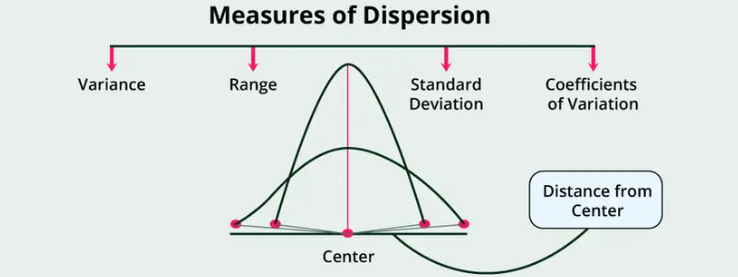 Measures of Dispersion
Variance
Range
Standard
Deviation
Coefficients
of Variation
Distance from
Center
Center